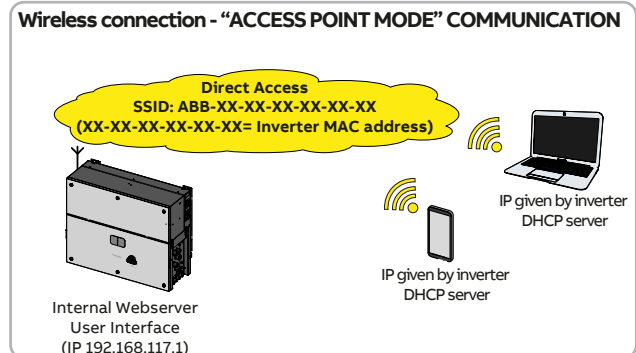 Wireless connection - “ACCESS POINT MODE” COMMUNICATION
Direct Access
SSID: ABB-XX-XX-XX-XX-XX-XX
(XX-XX-XX-XX-XX-XX= Inverter MAC address)
IP given by inverter
DHCP server
IP given by inverter
DHCP server
Internal Webserver
User Interface
(IP 192.168.117.1)